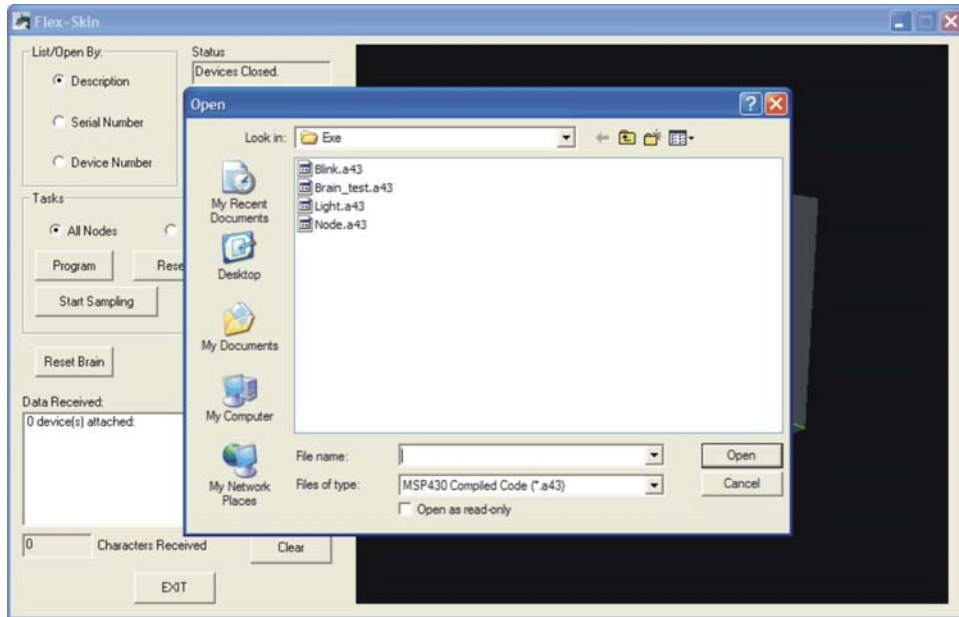 Flex-Skin
List/Open By:
Description
Serial Number
Device Number
Status
Devices Closed.
Tasks
All Nodes
Program
Rese
Start Sampling
Reset Brain
Data Received:
0 device(s) attached:
0
Characters Received
Clear
EXIT
Open
Look in:
Exe
My Recent
Documents
Desktop
My Documents
My Computer
My Network
Places
Blink.a43
Brain_test.a43
Light.a43
Node.a43
File name:
Open
Files of type:
MSP430 Compiled Code (*.a43)
Cancel
Open as read-only